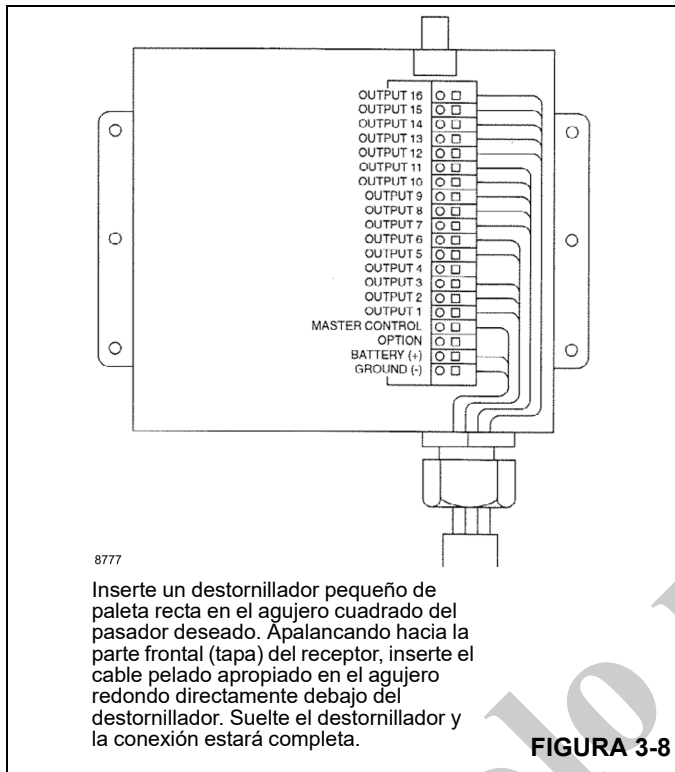 OUTPUT 16
OUTPUT 15
OUTPUT 14
OUTPUT 13
OUTPUT 12
OUTPUT 11
OUTPUT 10
OUTPUT 9
OUTPUT 8
OUTPUT 7
OUTPUT 6
OUTPUT 5
OUTPUT 4
OUTPUT 3
OUTPUT 2
OUTPUT 1
MASTER CONTROL
OPTION
BATTERY (+)
GROUND (-)
8777
Inserte un destornillador pequeño de
paleta recta en el agujero cuadrado del
pasador deseado. Apalancando hacia la
parte frontal (tapa) del receptor, inserte el
cable pelado apropiado en el agujero
redondo directamente debajo del
destornillador. Suelte el destornillador y
la conexión estará completa.
FIGURA 3-8